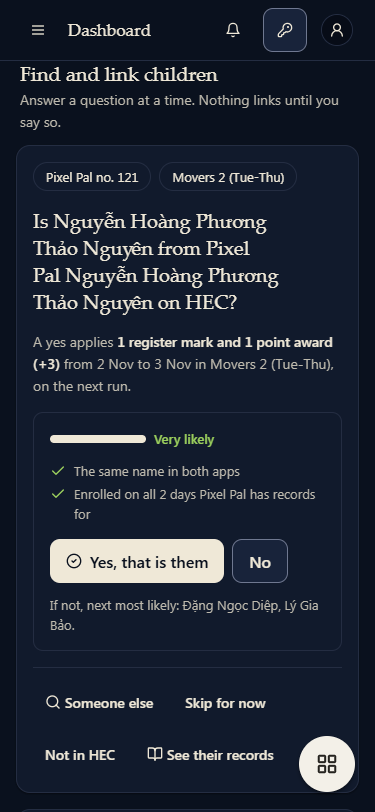 Dashboard
Find and link children
Answer a question at a time. Nothing links until you
say so.
Pixel Pal no. 121
Movers 2 (Tue-Thu)
Is Nguyễn Hoàng Phương
Thảo Nguyên from Pixel
Pal Nguyễn Hoàng Phương
Thảo Nguyên on HEC?
A yes applies 1 register mark and 1 point award
(+3) from 2 Nov to 3 Nov in Movers 2 (Tue-Thu),
on the next run.
Very likely
The same name in both apps
Enrolled on all 2 days Pixel Pal has records
for
Yes, that is them
No
If not, next most likely: Đặng Ngọc Diệp, Lý Gia
Bảo.
Someone else
Skip for now
Not in HEC
See their records